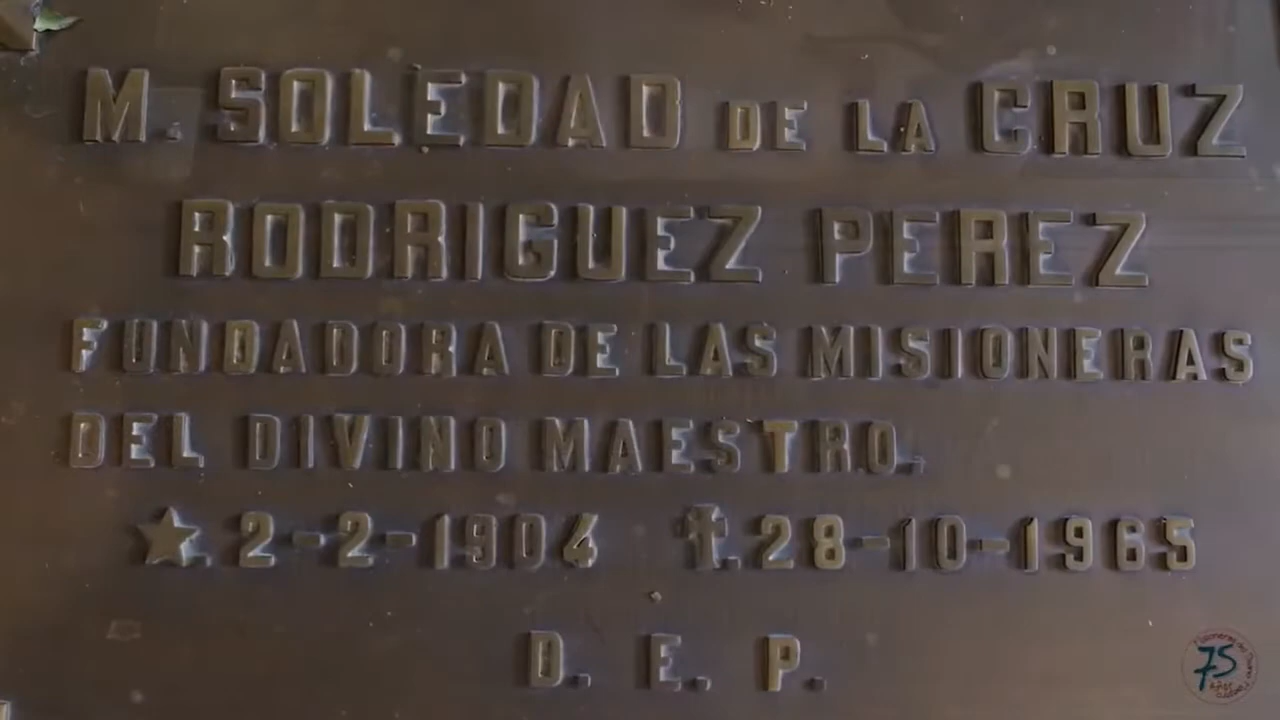 M. SOLEDAD DE LA CRUZ
RODRIGUEZ PEREZ
FUNDADORA DE LAS MISIONERAS
DEL DIVINO MAESTRO.
★. 2-2-1904 ✝. 28-10-1965
D. E. P.
75